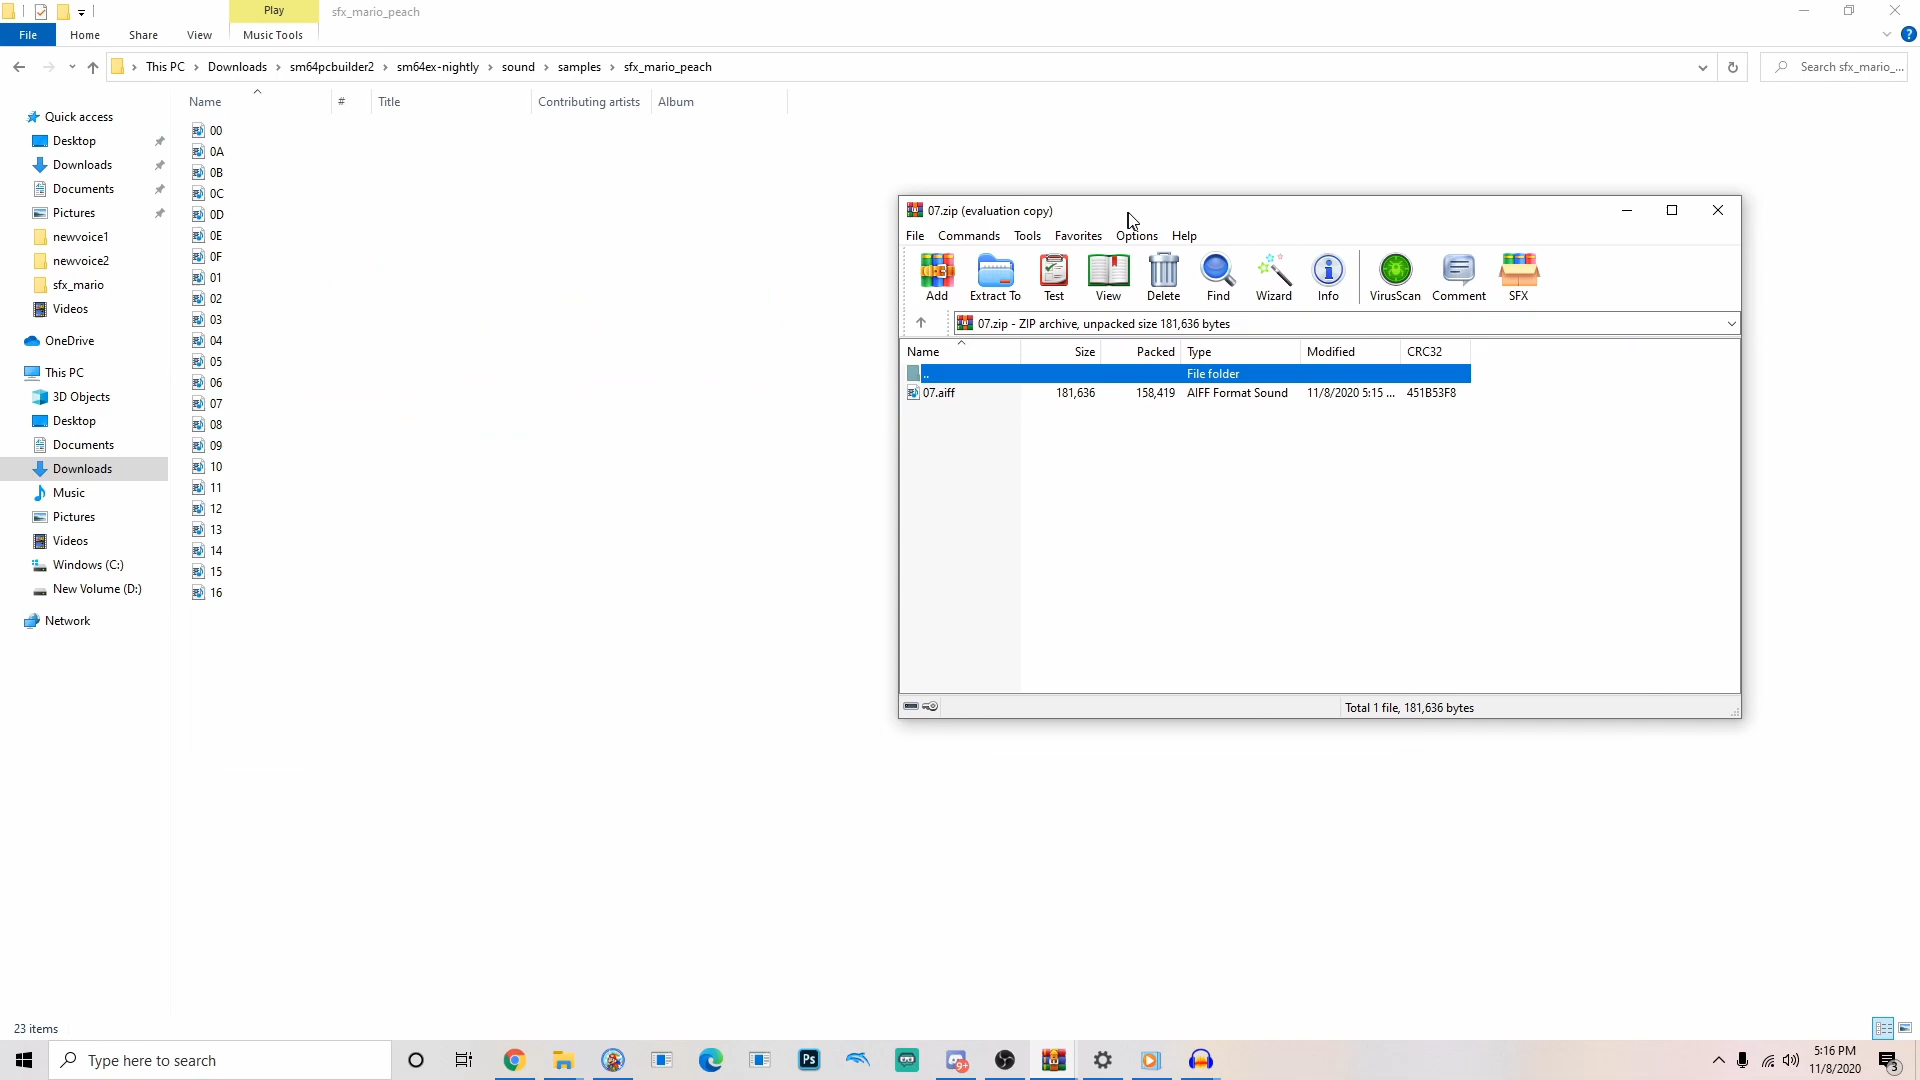 Play
sfx_mario_peach
File
Home
Share
View
Music Tools
This PC
Downloads
sm64pcbuilder2
sm64ex-nightly
sound
samples
sfx_mario_peach
Search sfx_mario_...
Name
#
Title
Contributing artists
Album
Quick access
Desktop
Downloads
Documents
Pictures
newvoice1
newvoice2
sfx_mario
Videos
OneDrive
This PC
3D Objects
Desktop
Documents
Downloads
Music
Pictures
Videos
Windows (C:)
New Volume (D:)
Network
00
0A
0B
0C
0D
0E
0F
01
02
03
04
05
06
07
08
09
10
11
12
13
14
15
16
07.zip (evaluation copy)
File Commands Tools Favorites Options Help
Add
Extract To
Test
View
Delete
Find
Wizard
Info
VirusScan
Comment
SFX
07.zip - ZIP archive, unpacked size 181,636 bytes
Name Size Packed Type Modified CRC32
.. File folder
07.aiff 181,636 158,419 AIFF Format Sound 11/8/2020 5:15 ... 451B53F8
Total 1 file, 181,636 bytes
23 items
Type here to search
Ps
9+
5:16 PM
11/8/2020
3